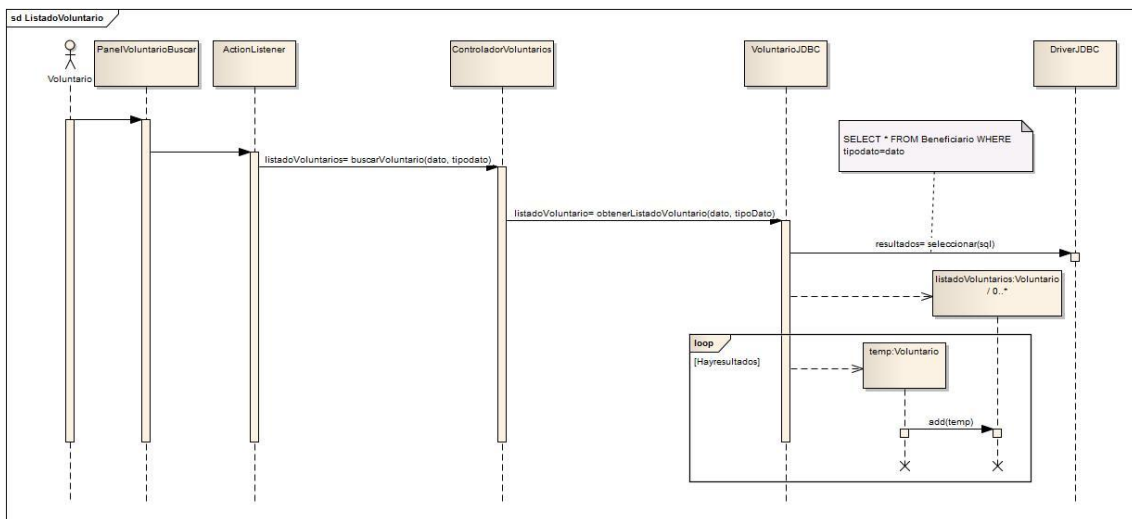 sd ListadoVoluntario
Voluntario
PanelVoluntarioBuscar
ActionListener
ControladorVoluntarios
VoluntarioJDBC
DriverJDBC
SELECT * FROM Beneficiario WHERE
tipodato=dato
listadoVoluntarios= buscarVoluntario(dato, tipodato)
listadoVoluntario= obtenerListadoVoluntario(dato, tipoDato)
resultados= seleccionar(sql)
listadoVoluntarios:Voluntario
/ 0..*
loop
[Hayresultados]
temp:Voluntario
add(temp)